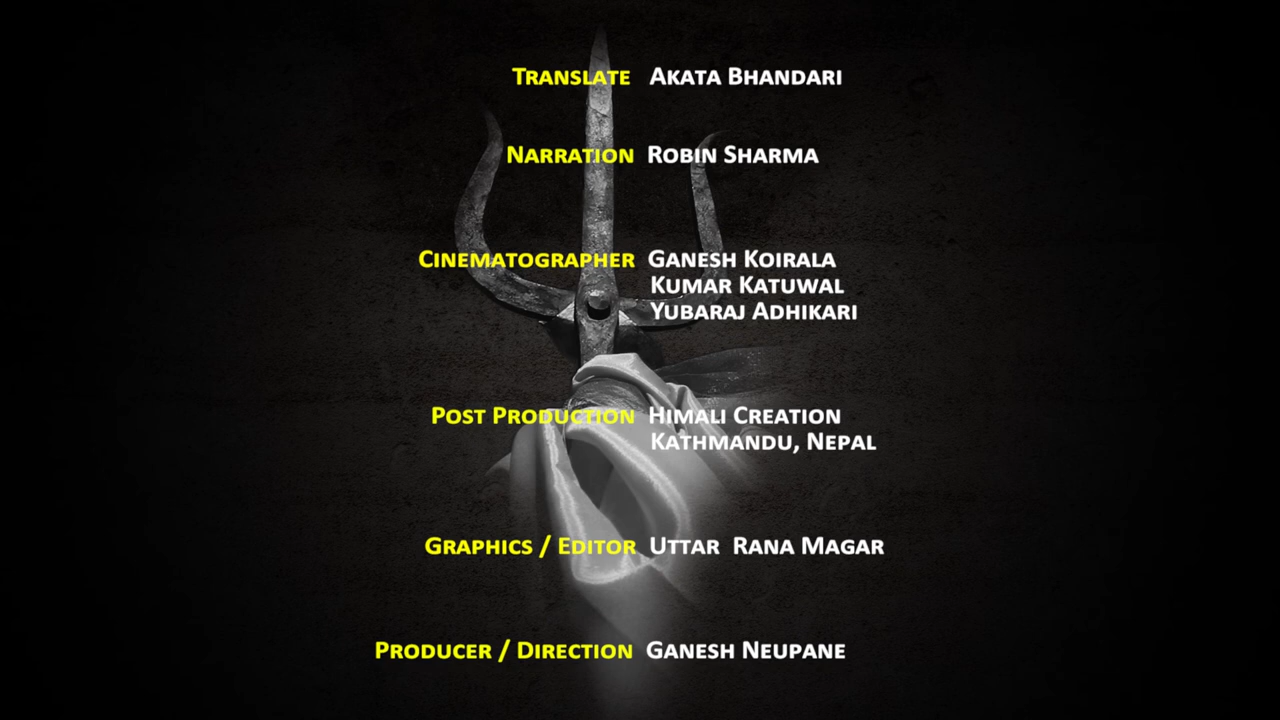 Translate Akata Bhandari
Narration Robin Sharma
Cinematographer Ganesh Koirala
Kumar Katuwal
Yubaraj Adhikari
Post Production Himali Creation
Kathmandu, Nepal
Graphics / Editor Uttar Rana Magar
Producer / Direction Ganesh Neupane